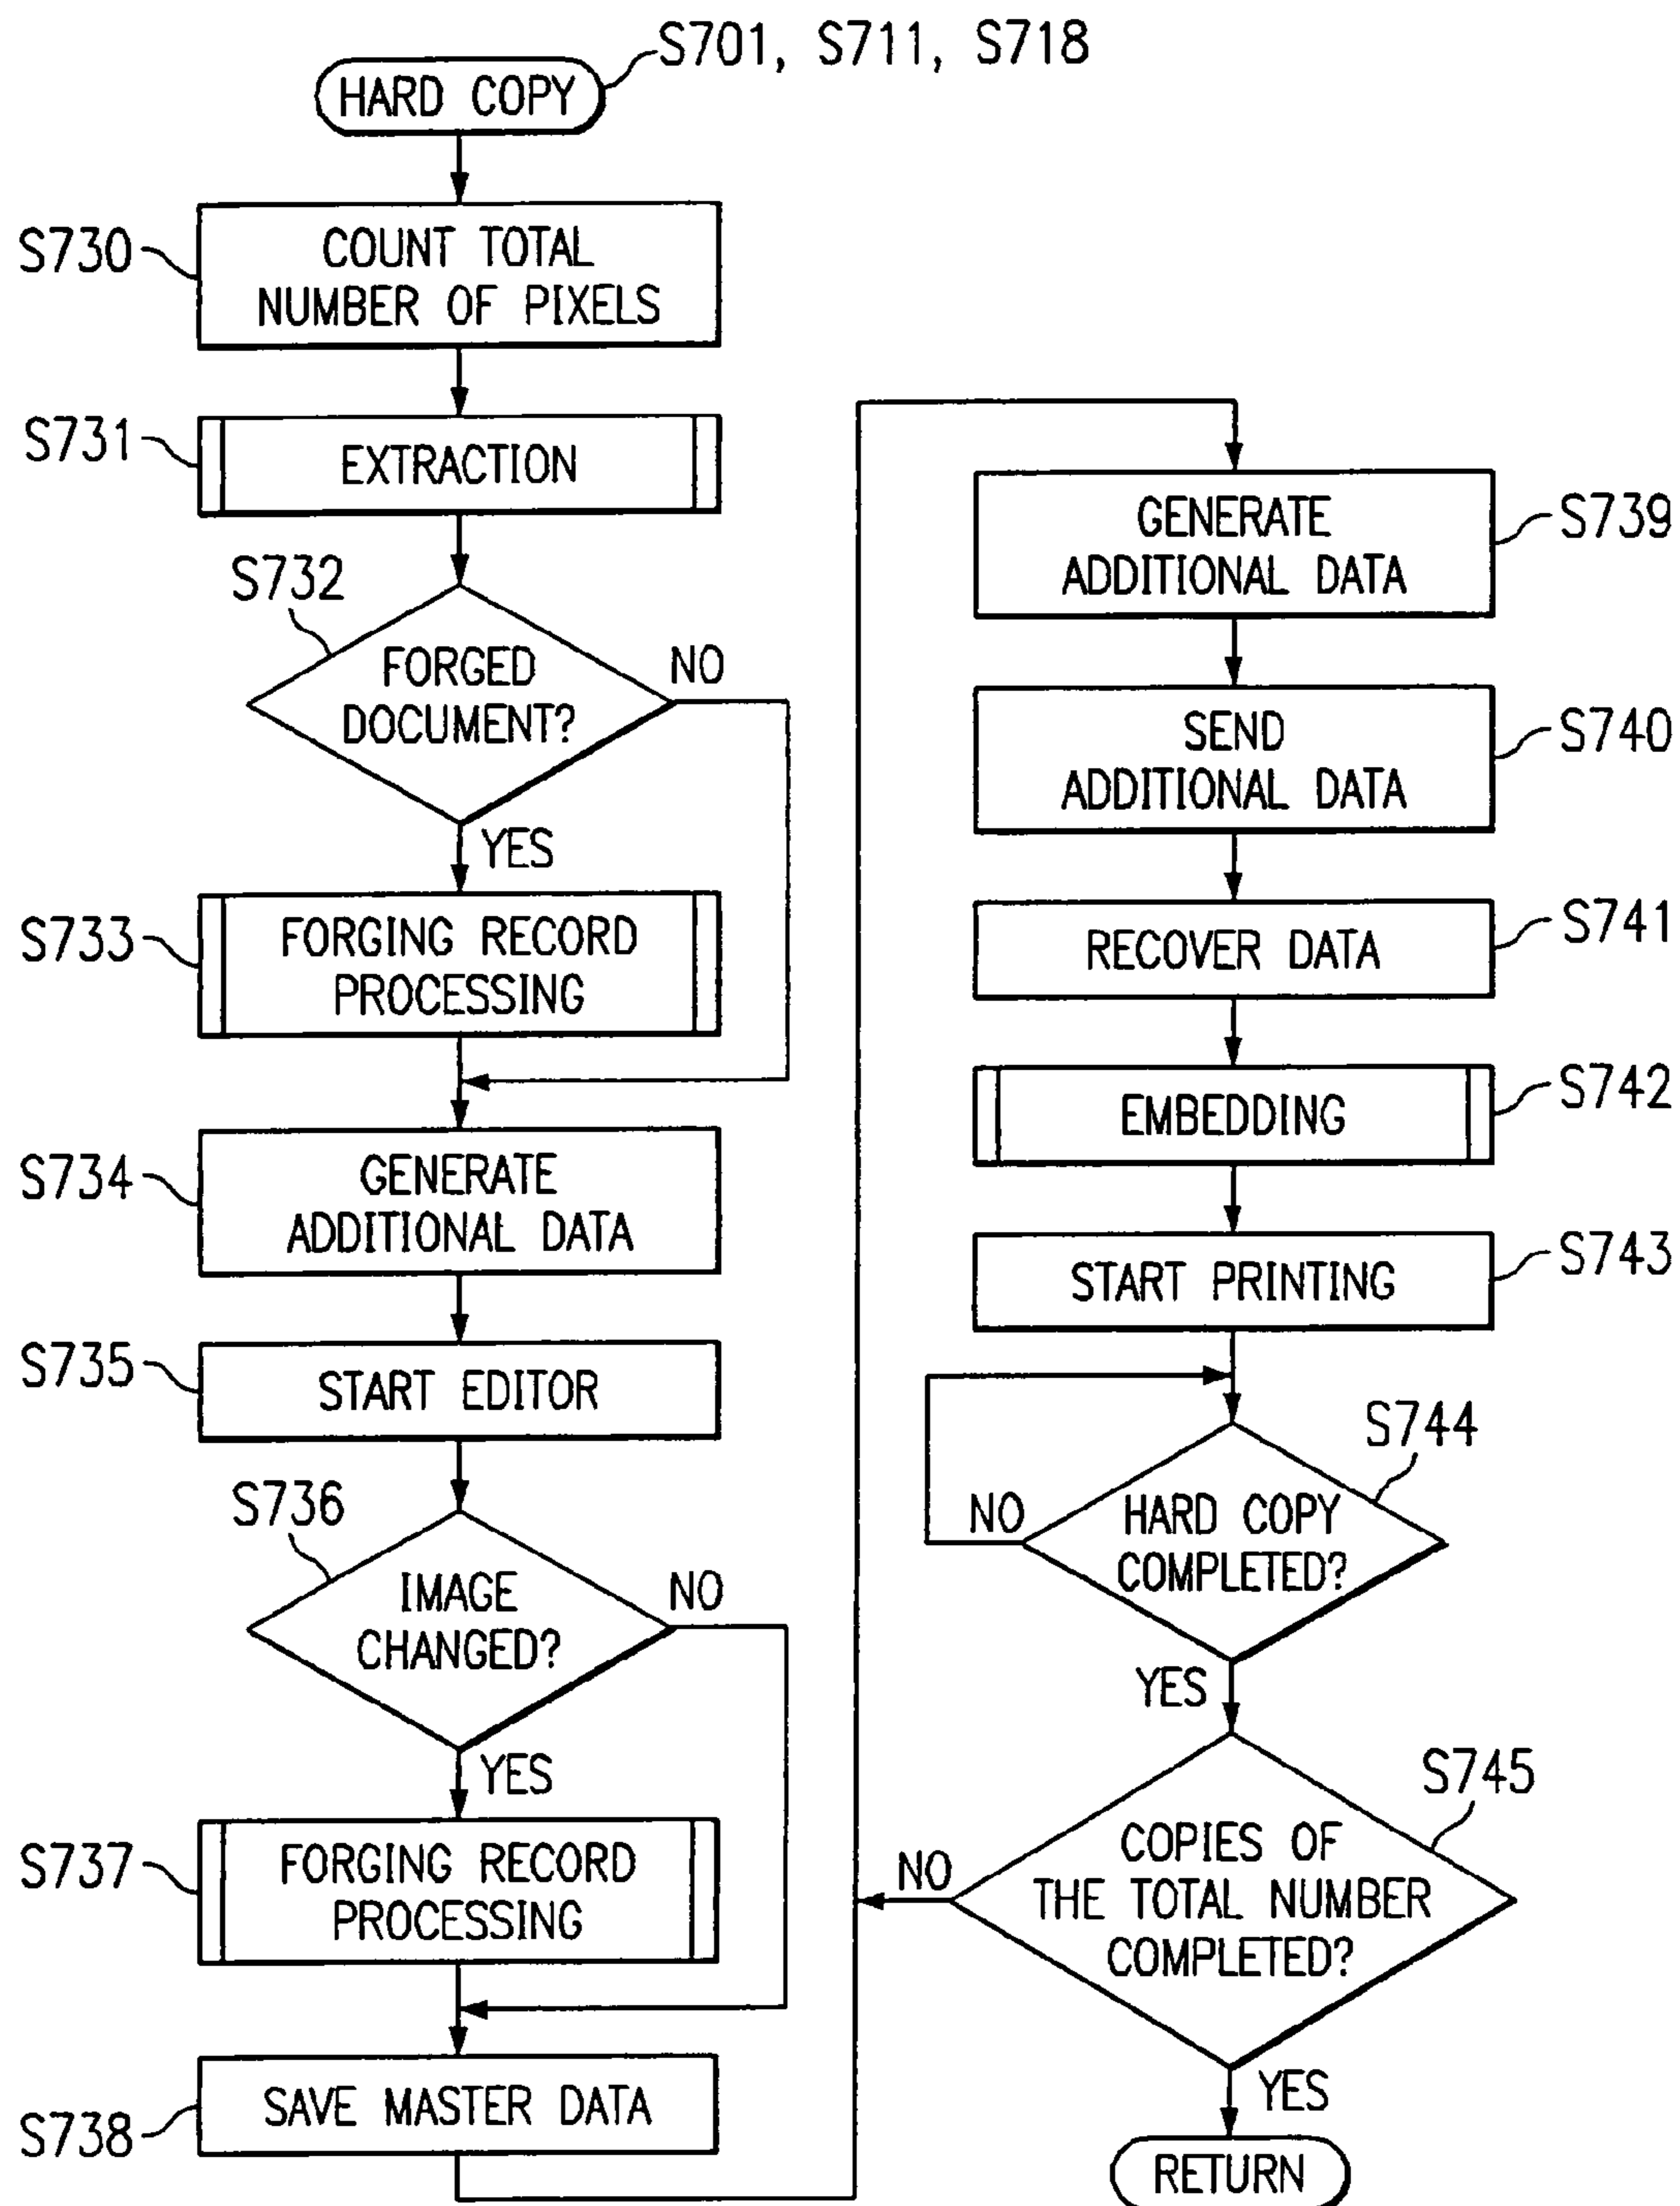 S701, S711, S718
HARD COPY
S730
COUNT TOTAL
NUMBER OF PIXELS
S731
EXTRACTION
S732
FORGED
DOCUMENT?
NO
YES
S733
FORGING RECORD
PROCESSING
S734
GENERATE
ADDITIONAL DATA
S735
START EDITOR
S736
IMAGE
CHANGED?
NO
YES
S737
FORGING RECORD
PROCESSING
S738
SAVE MASTER DATA
GENERATE
ADDITIONAL DATA
S739
SEND
ADDITIONAL DATA
S740
RECOVER DATA
S741
EMBEDDING
S742
START PRINTING
S743
S744
HARD COPY
COMPLETED?
NO
YES
S745
COPIES OF
THE TOTAL NUMBER
COMPLETED?
NO
YES
RETURN